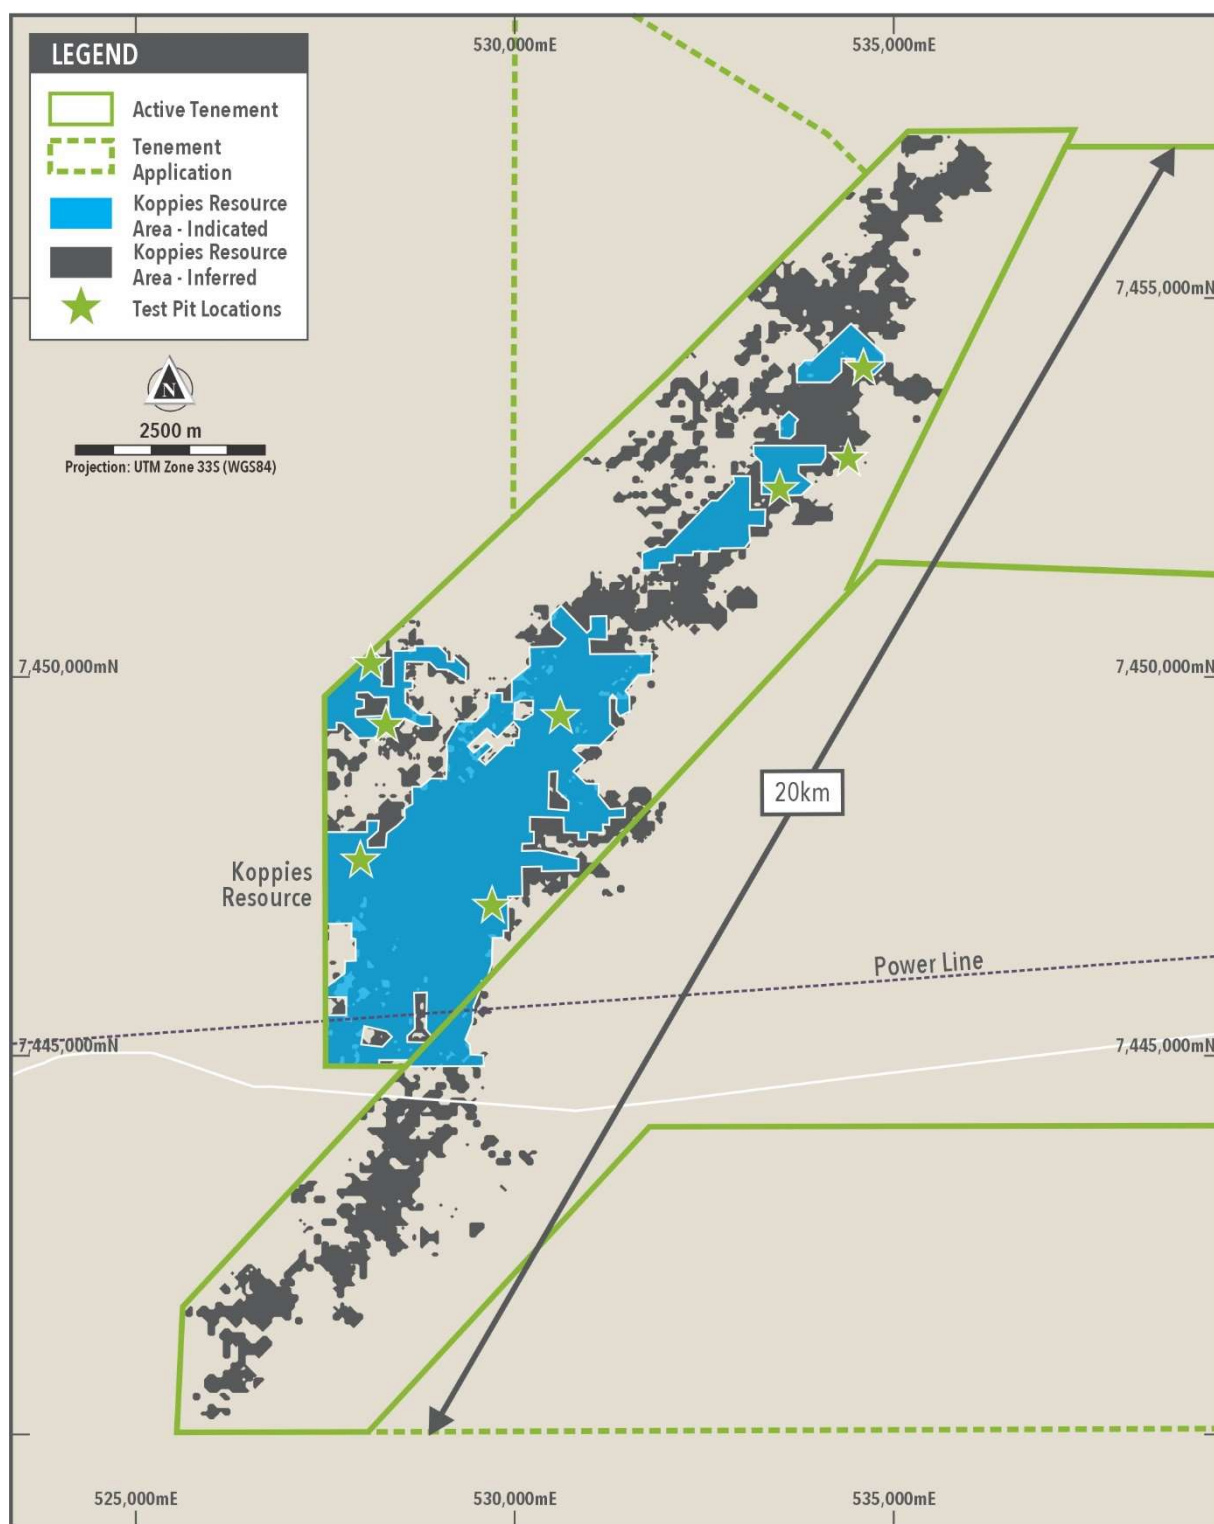 530,000mE
535,000mE
LEGEND
Active Tenement
Tenement
Application
Koppies Resource
Area - Indicated
Koppies Resource
Area - Inferred
Test Pit Locations
N
2500 m
Projection: UTM Zone 33S (WGS84)
7,455,000mN
7,450,000mN
7,450,000mN
20km
Koppies
Resource
Power Line
7,445,000mN
7,445,000mN
525,000mE
530,000mE
535,000mE